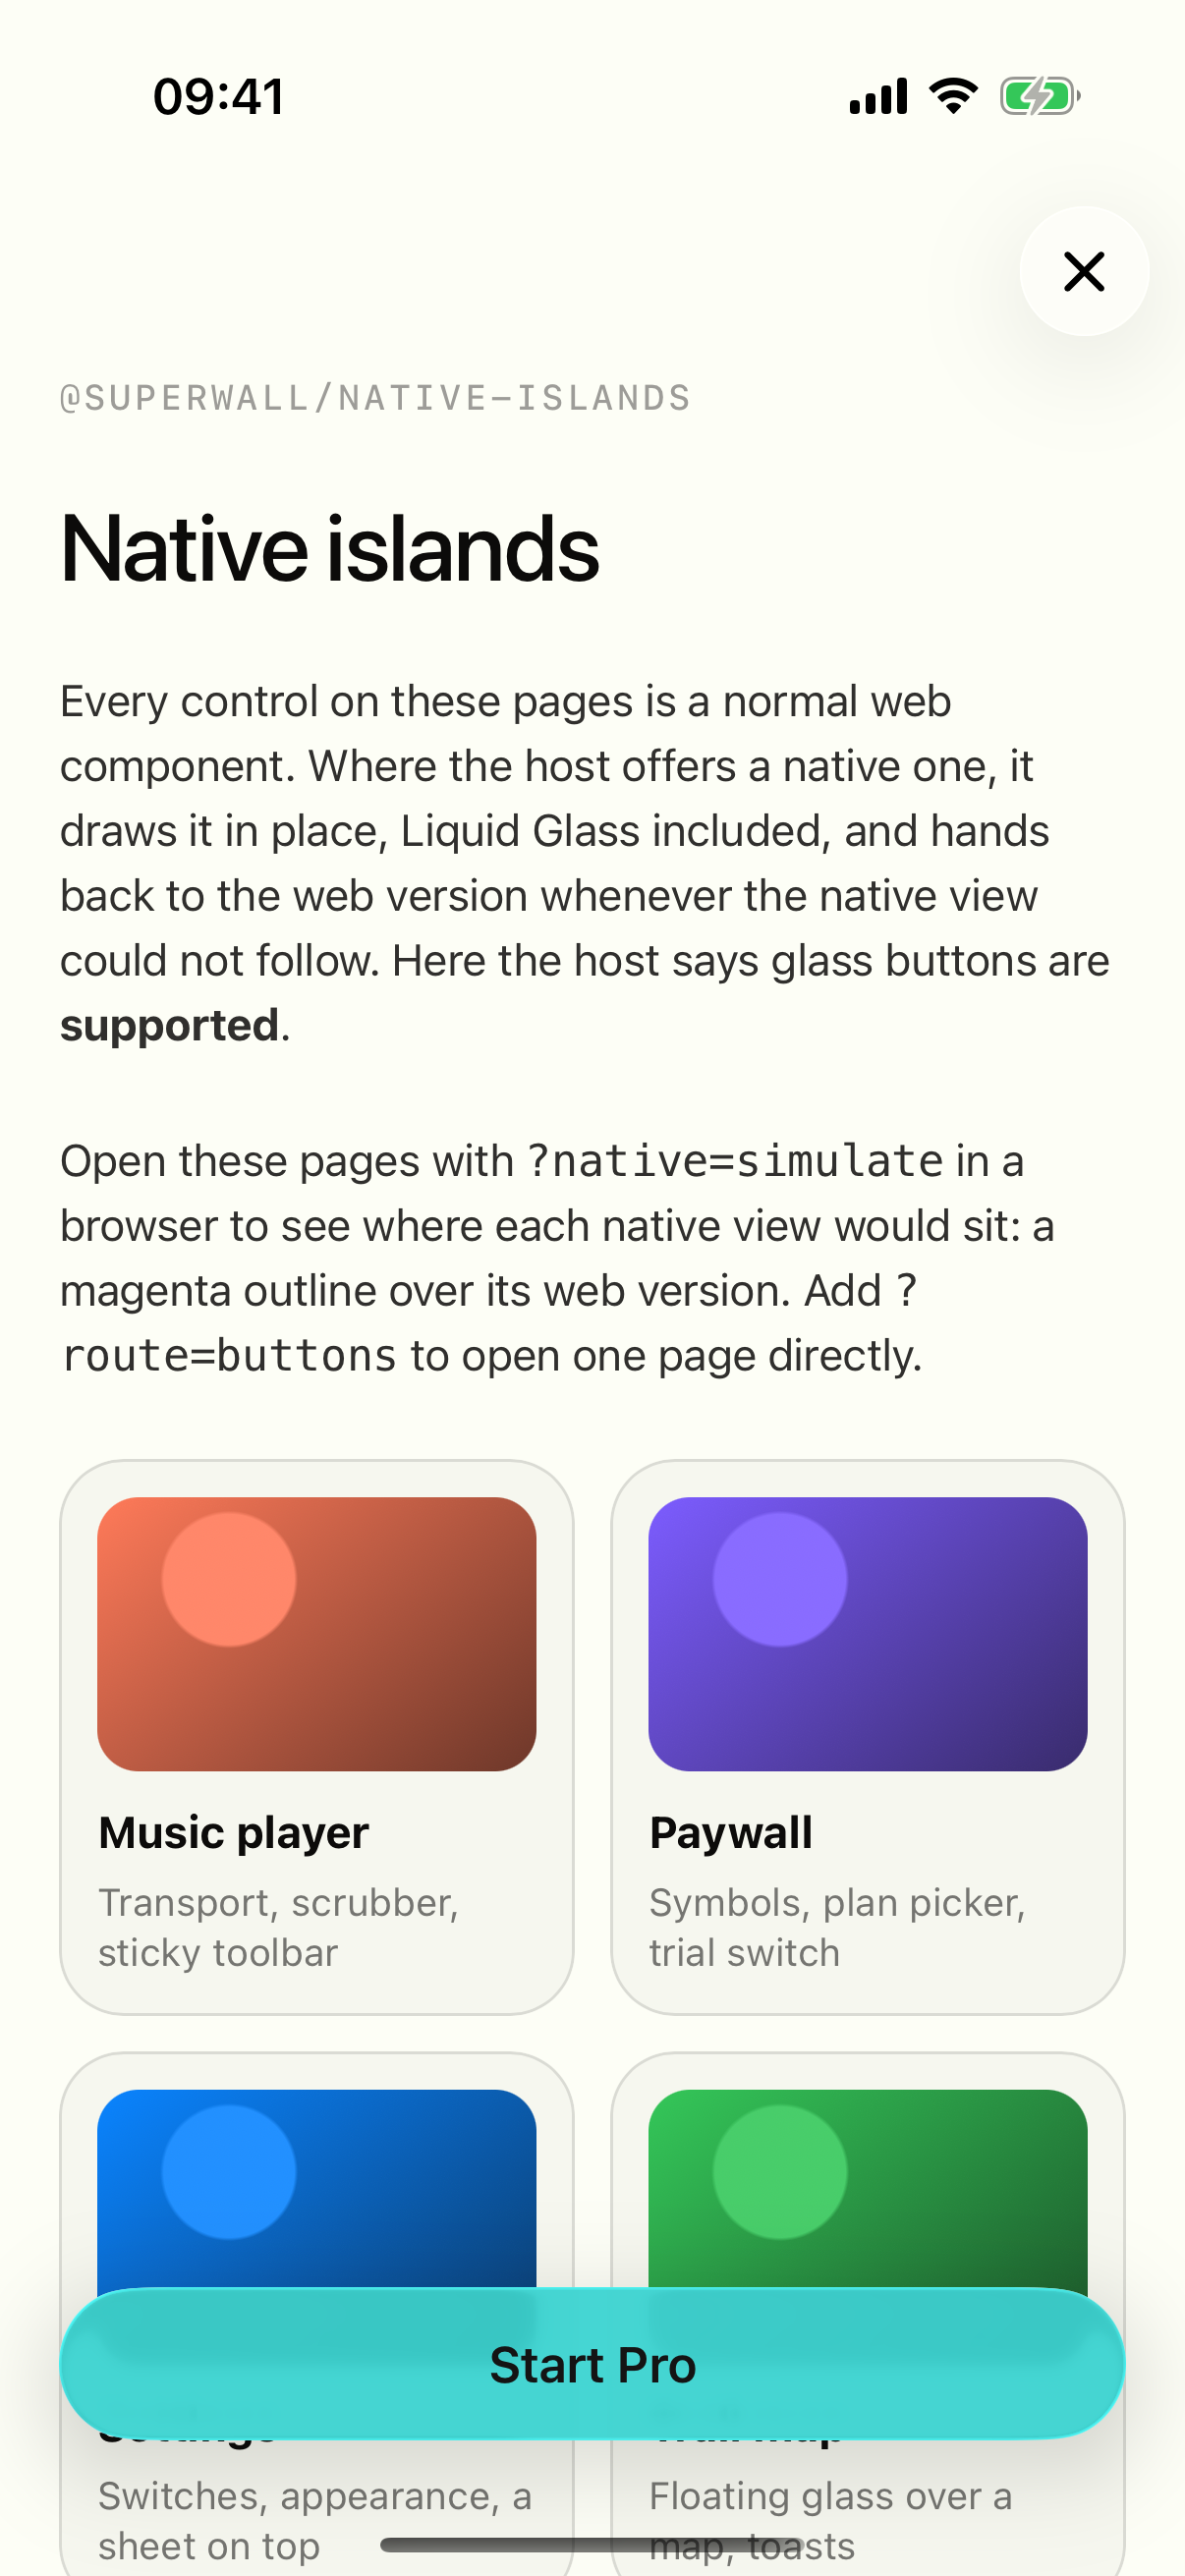 09:41
@SUPERWALL/NATIVE-ISLANDS
Native islands
Every control on these pages is a normal web
component. Where the host offers a native one, it
draws it in place, Liquid Glass included, and hands
back to the web version whenever the native view
could not follow. Here the host says glass buttons are
supported.
Open these pages with ?native=simulate in a
browser to see where each native view would sit: a
magenta outline over its web version. Add ?
route=buttons to open one page directly.
Music player
Transport, scrubber,
sticky toolbar
Paywall
Symbols, plan picker,
trial switch
Start Pro
Switches, appearance, a
sheet on top
Floating glass over a
map, toasts